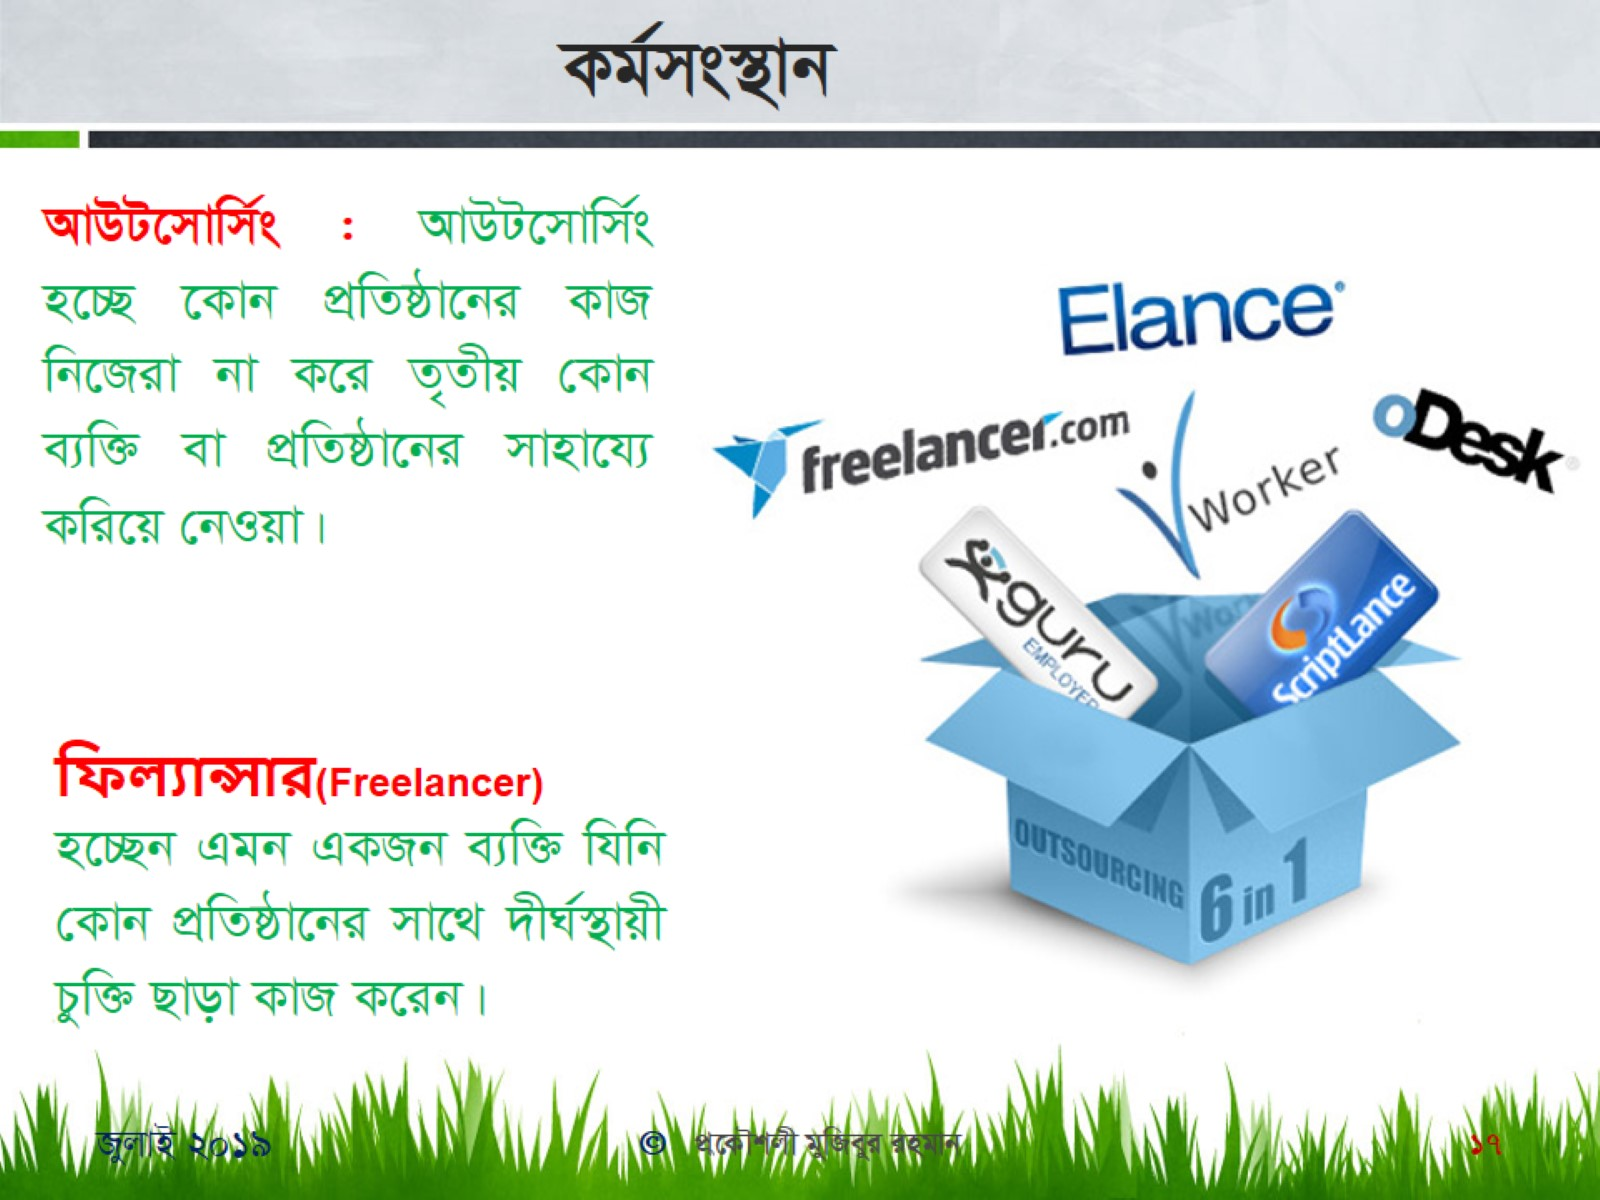 কর্মসংস্থান
আউটসোর্সিং : আউটসোর্সিং
হচ্ছে কোন প্রতিষ্ঠানের কাজ
নিজেরা না করে তৃতীয় কোন
ব্যক্তি বা প্রতিষ্ঠানের সাহায্যে
করিয়ে নেওয়া।
ফিল্যান্সার(Freelancer)
হচ্ছেন এমন একজন ব্যক্তি যিনি
কোন প্রতিষ্ঠানের সাথে দীর্ঘস্থায়ী
চুক্তি ছাড়া কাজ করেন।
Elance®
freelancer.com
oDesk®
Worker
guru
EMPLOYER
ScriptLance
OUTSOURCING
6 in 1
জুলাই ২০১৯
© প্রকৌশলী মুজিবুর রহমান
১৭